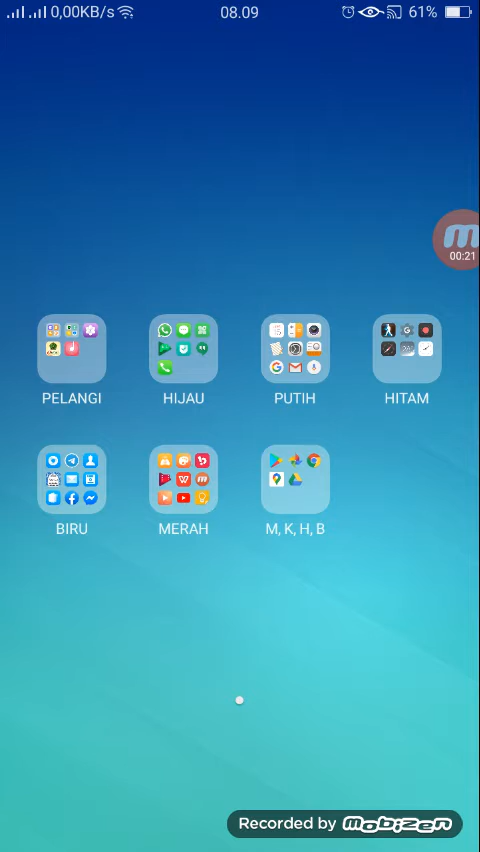 0,00KB/s 08.09 61%
00:21
PELANGI HIJAU PUTIH HITAM
BIRU MERAH M, K, H, B
Recorded by mobizen